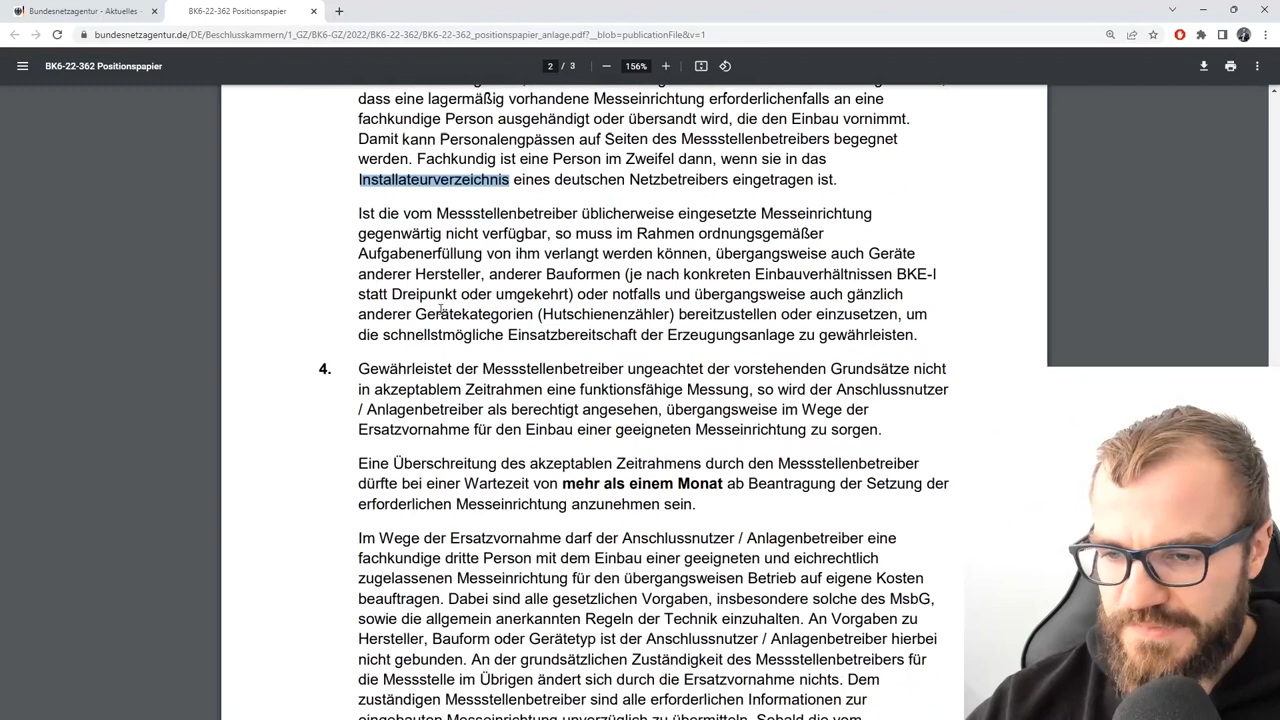 Bundesnetzagentur - Aktuelles -
BK6-22-362 Positionspapier
bundesnetzagentur.de/DE/Beschlusskammern/1_GZ/BK6-GZ/2022/BK6-22-362/BK6-22-362_positionspapier_anlage.pdf?__blob=publicationFile&v=1
BK6-22-362 Positionspapier
2 / 3
156%
dass eine lagermäßig vorhandene Messeinrichtung erforderlichenfalls an eine
fachkundige Person ausgehändigt oder übersandt wird, die den Einbau vornimmt.
Damit kann Personalengpässen auf Seiten des Messstellenbetreibers begegnet
werden. Fachkundig ist eine Person im Zweifel dann, wenn sie in das
Installateurverzeichnis eines deutschen Netzbetreibers eingetragen ist.
Ist die vom Messstellenbetreiber üblicherweise eingesetzte Messeinrichtung
gegenwärtig nicht verfügbar, so muss im Rahmen ordnungsgemäßer
Aufgabenerfüllung von ihm verlangt werden können, übergangsweise auch Geräte
anderer Hersteller, anderer Bauformen (je nach konkreten Einbauverhältnissen BKE-I
statt Dreipunkt oder umgekehrt) oder notfalls und übergangsweise auch gänzlich
anderer Gerätekategorien (Hutschienenzähler) bereitzustellen oder einzusetzen, um
die schnellstmögliche Einsatzbereitschaft der Erzeugungsanlage zu gewährleisten.
4. Gewährleistet der Messstellenbetreiber ungeachtet der vorstehenden Grundsätze nicht
in akzeptablem Zeitrahmen eine funktionsfähige Messung, so wird der Anschlussnutzer
/ Anlagenbetreiber als berechtigt angesehen, übergangsweise im Wege der
Ersatzvornahme für den Einbau einer geeigneten Messeinrichtung zu sorgen.
Eine Überschreitung des akzeptablen Zeitrahmens durch den Messstellenbetreiber
dürfte bei einer Wartezeit von mehr als einem Monat ab Beantragung der Setzung der
erforderlichen Messeinrichtung anzunehmen sein.
Im Wege der Ersatzvornahme darf der Anschlussnutzer / Anlagenbetreiber eine
fachkundige dritte Person mit dem Einbau einer geeigneten und eichrechtlich
zugelassenen Messeinrichtung für den übergangsweisen Betrieb auf eigene Kosten
beauftragen. Dabei sind alle gesetzlichen Vorgaben, insbesondere solche des MsbG,
sowie die allgemein anerkannten Regeln der Technik einzuhalten. An Vorgaben zu
Hersteller, Bauform oder Gerätetyp ist der Anschlussnutzer / Anlagenbetreiber hierbei
nicht gebunden. An der grundsätzlichen Zuständigkeit des Messstellenbetreibers für
die Messstelle im Übrigen ändert sich durch die Ersatzvornahme nichts. Dem
zuständigen Messstellenbetreiber sind alle erforderlichen Informationen zur
eingebauten Messeinrichtung unverzüglich zu übermitteln. Sobald die vom